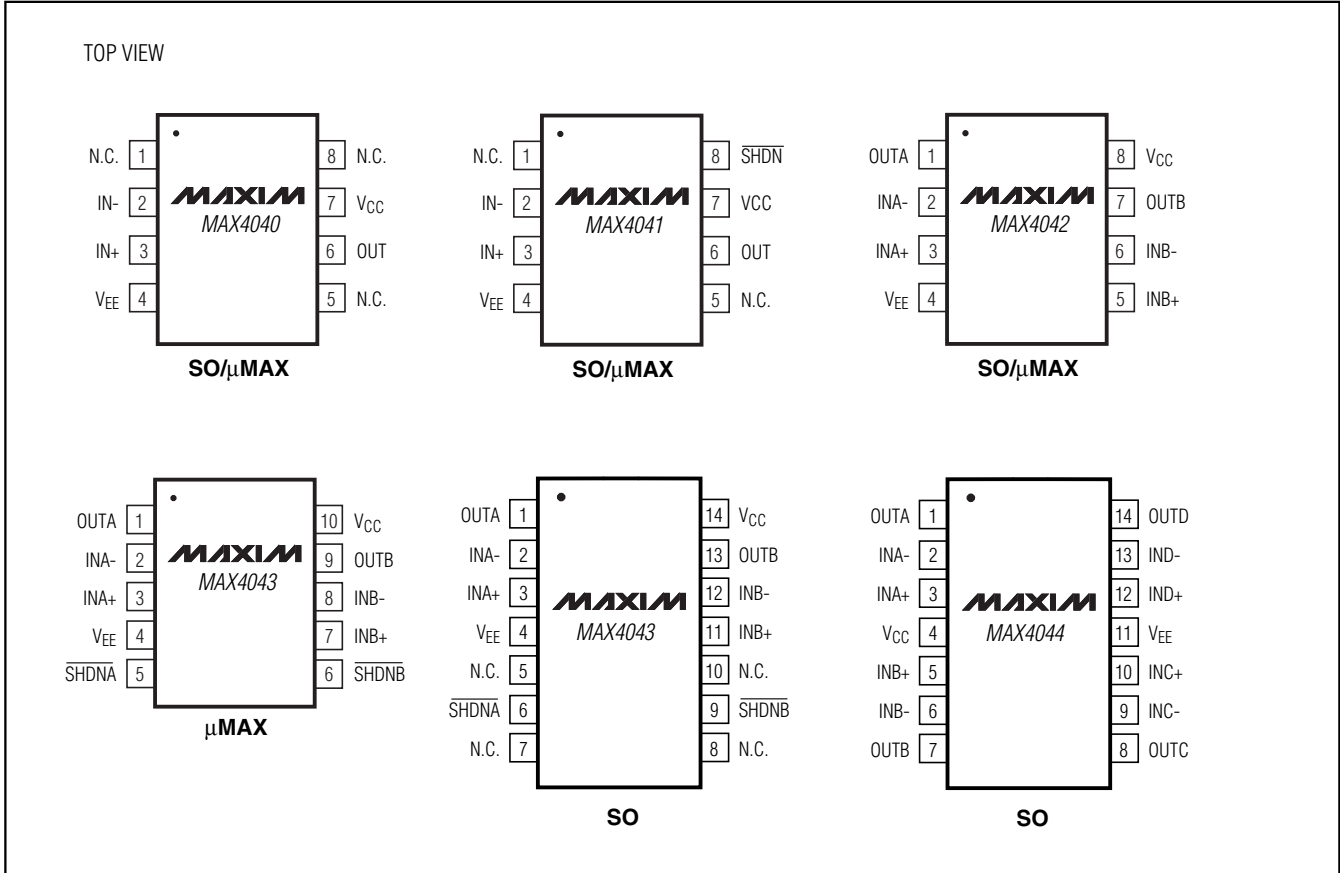 TOP VIEW
N.C. 1 8 N.C.
IN- 2 MAXIM 7 VCC
MAX4040
IN+ 3 6 OUT
VEE 4 5 N.C.
SO/μMAX
N.C. 1 8 SHDN
IN- 2 MAXIM 7 VCC
MAX4041
IN+ 3 6 OUT
VEE 4 5 N.C.
SO/μMAX
OUTA 1 8 VCC
INA- 2 MAXIM 7 OUTB
MAX4042
INA+ 3 6 INB-
VEE 4 5 INB+
SO/μMAX
OUTA 1 10 VCC
INA- 2 MAXIM 9 OUTB
MAX4043
INA+ 3 8 INB-
VEE 4 7 INB+
SHDNA 5 6 SHDNB
μMAX
OUTA 1 14 VCC
INA- 2 13 OUTB
INA+ 3 MAXIM 12 INB-
VEE 4 MAX4043 11 INB+
N.C. 5 10 N.C.
SHDNA 6 9 SHDNB
N.C. 7 8 N.C.
SO
OUTA 1 14 OUTD
INA- 2 13 IND-
INA+ 3 MAXIM 12 IND+
VCC 4 MAX4044 11 VEE
INB+ 5 10 INC+
INB- 6 9 INC-
OUTB 7 8 OUTC
SO